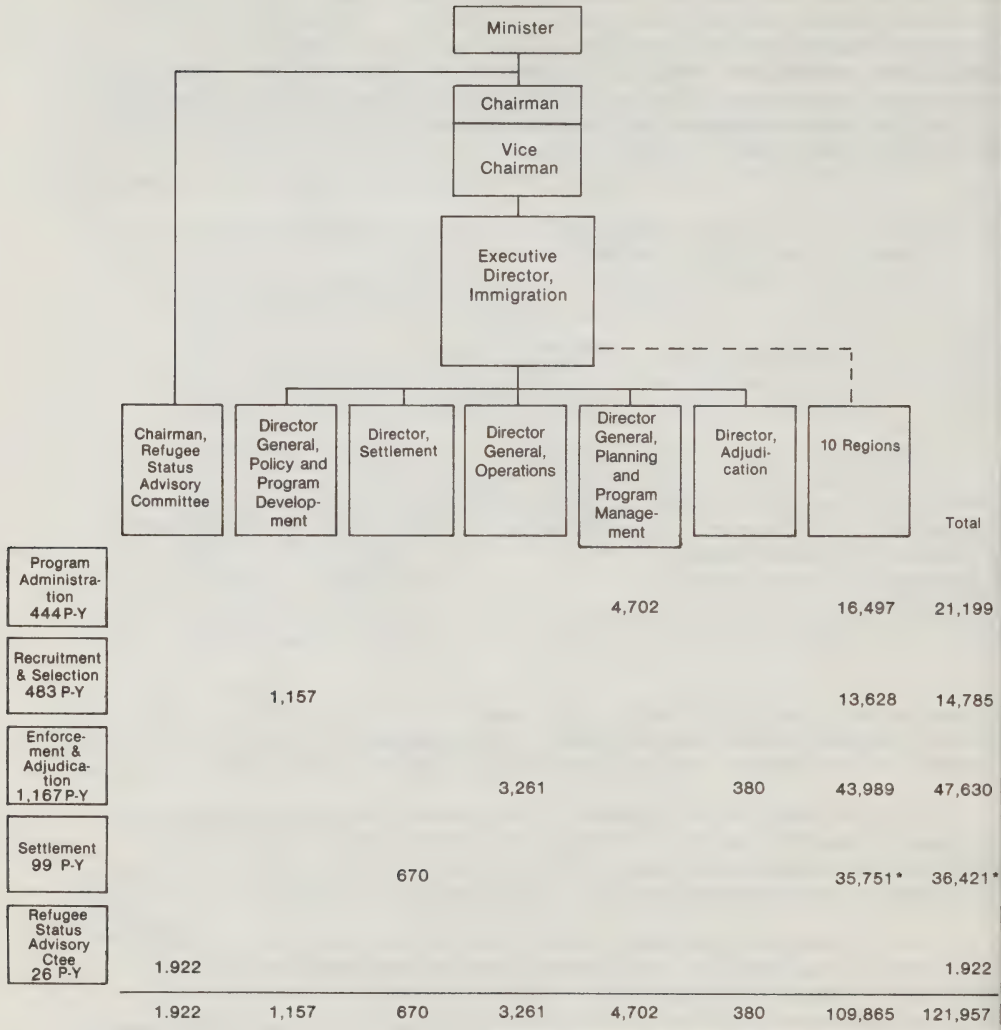 Minister
Chairman
Vice
Chairman
Executive
Director,
Immigration
Chairman,
Refugee
Status
Advisory
Committee
Director
General,
Policy and
Program
Develop-
ment
Director,
Settlement
Director
General,
Operations
Director
General,
Planning
and
Program
Manage-
ment
Director,
Adjudi-
cation
10 Regions
Total
Program
Administra-
tion
444 P-Y
4,702 16,497 21,199
Recruitment
& Selection
483 P-Y
1,157 13,628 14,785
Enforce-
ment &
Adjudica-
tion
1,167 P-Y
3,261 380 43,989 47,630
Settlement
99 P-Y
670 35,751* 36,421*
Refugee
Status
Advisory
Ctee
26 P-Y
1.922 1.922
1.922 1,157 670 3,261 4,702 380 109,865 121,957